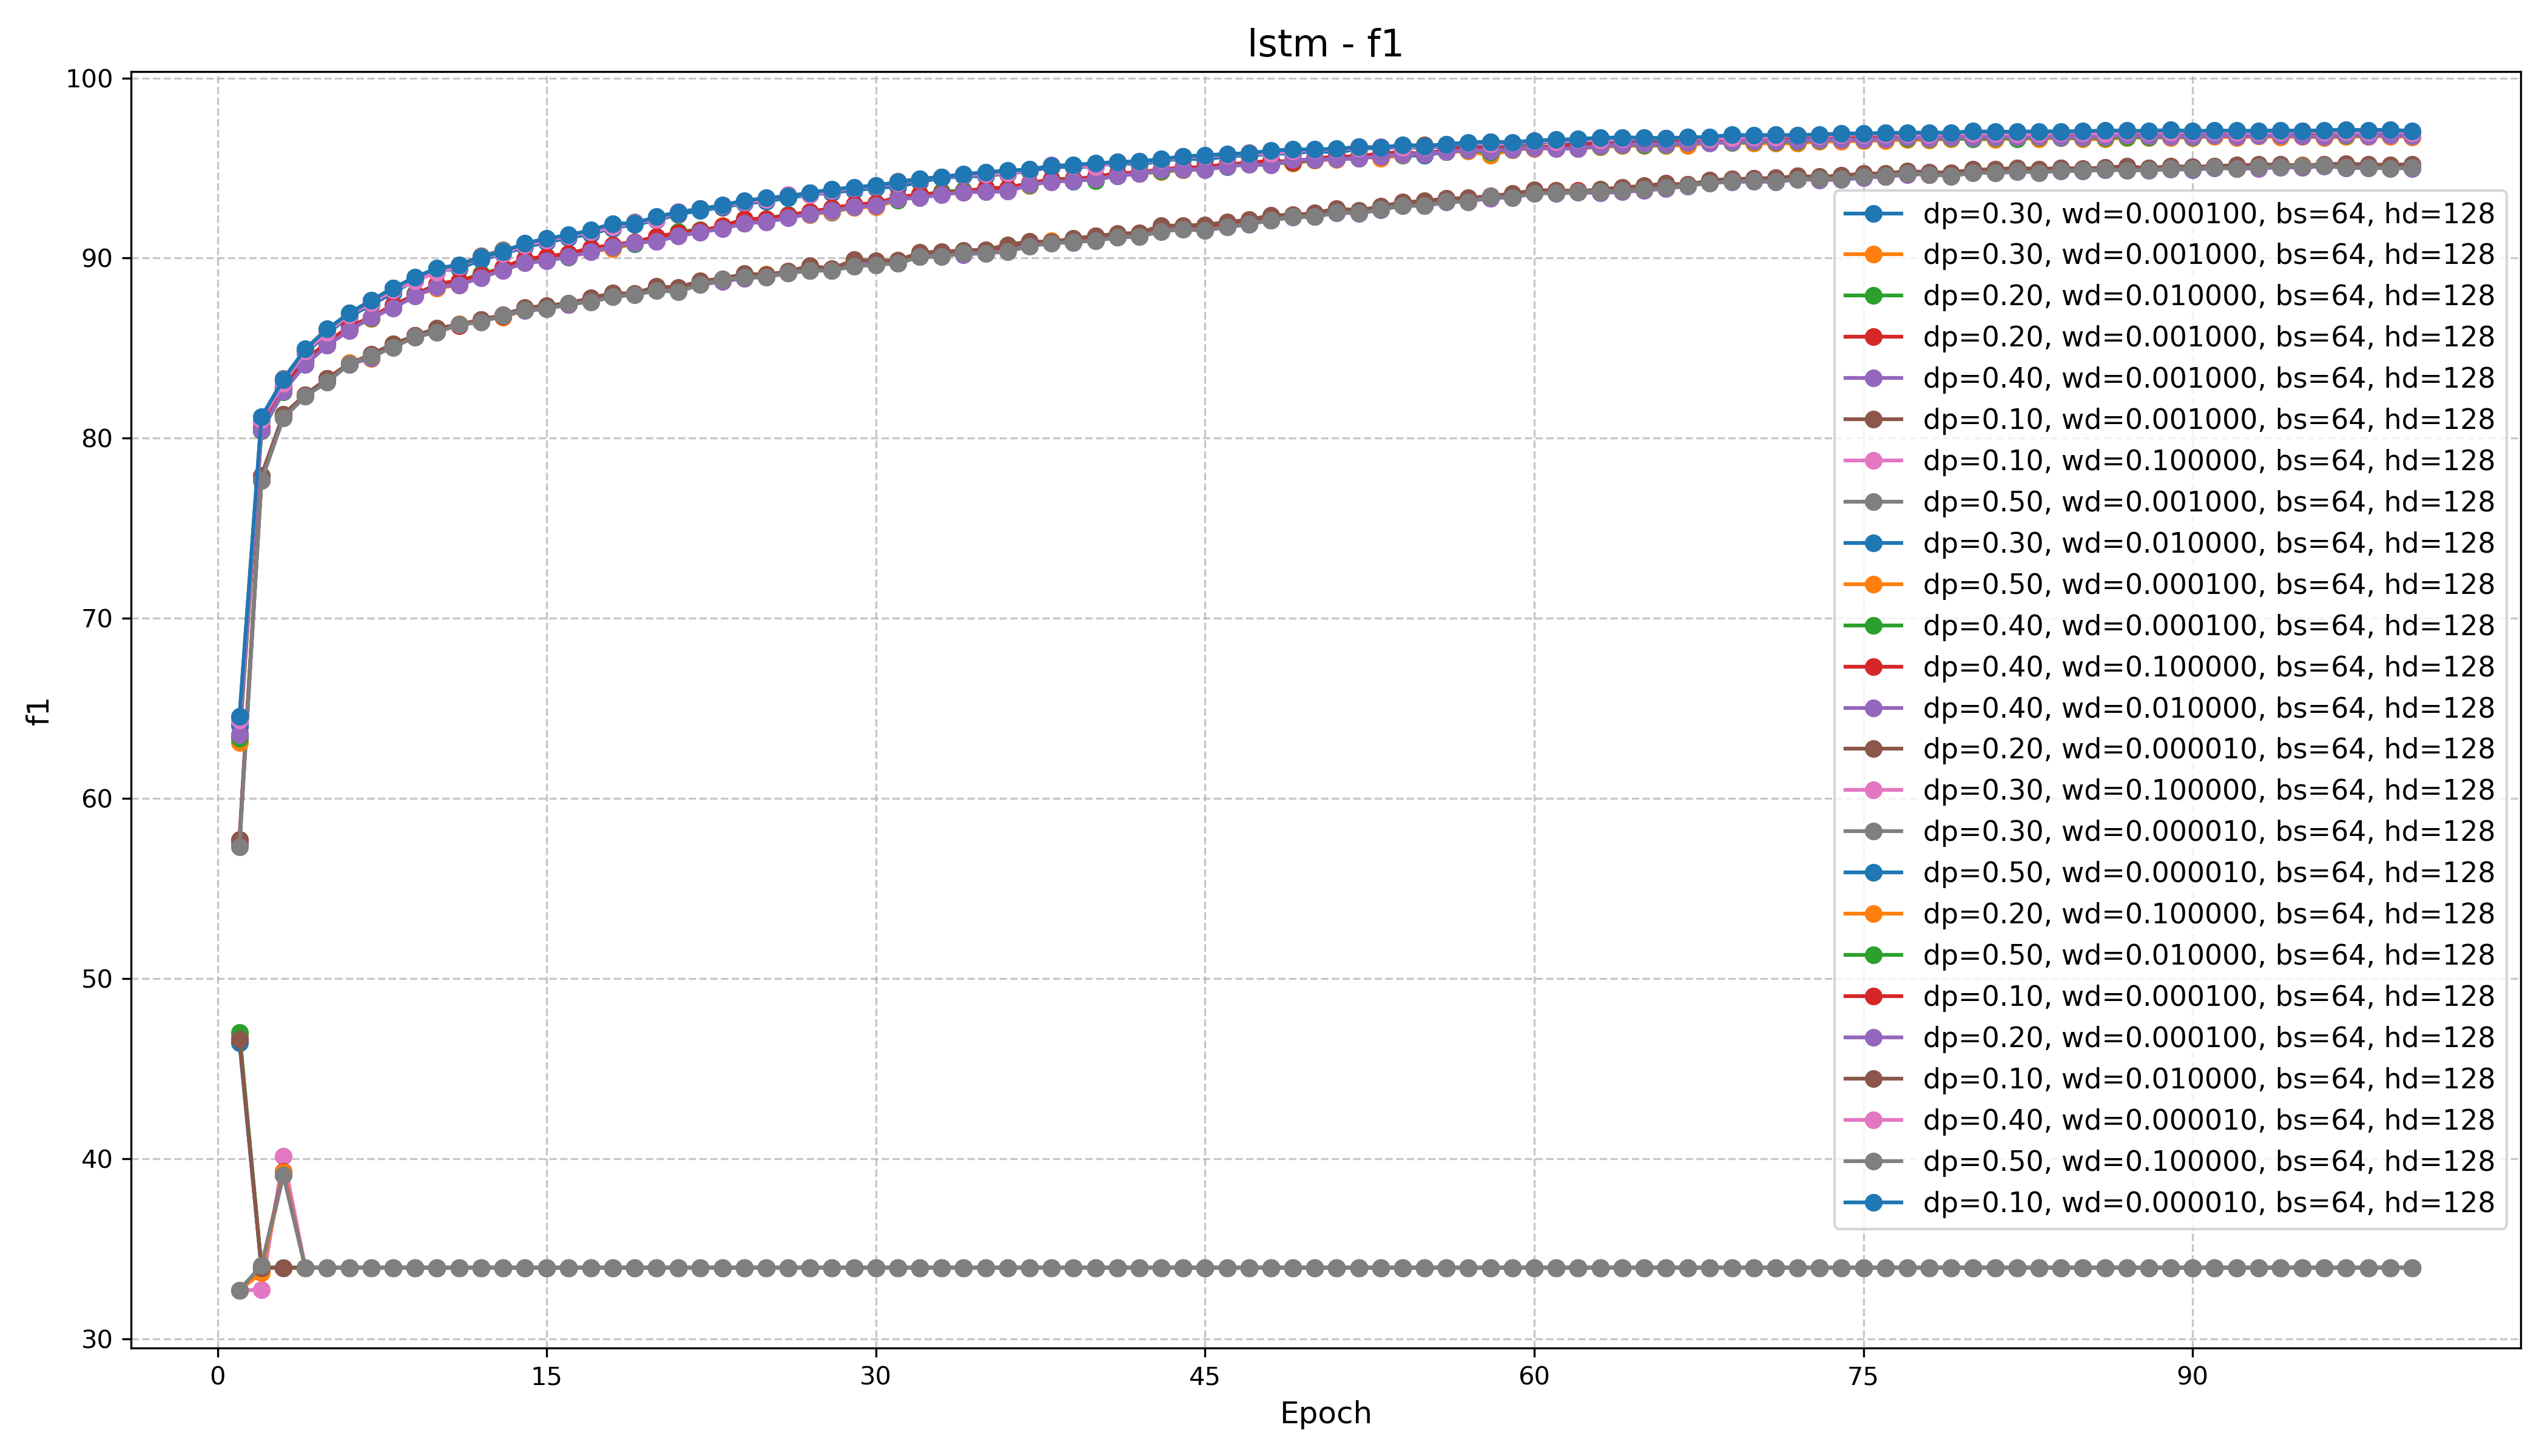 lstm - f1
100
90
80
70
60
50
40
30
f1
0 15 30 45 60 75 90
Epoch
dp=0.30, wd=0.000100, bs=64, hd=128
dp=0.30, wd=0.001000, bs=64, hd=128
dp=0.20, wd=0.010000, bs=64, hd=128
dp=0.20, wd=0.001000, bs=64, hd=128
dp=0.40, wd=0.001000, bs=64, hd=128
dp=0.10, wd=0.001000, bs=64, hd=128
dp=0.10, wd=0.100000, bs=64, hd=128
dp=0.50, wd=0.001000, bs=64, hd=128
dp=0.30, wd=0.010000, bs=64, hd=128
dp=0.50, wd=0.000100, bs=64, hd=128
dp=0.40, wd=0.000100, bs=64, hd=128
dp=0.40, wd=0.100000, bs=64, hd=128
dp=0.40, wd=0.010000, bs=64, hd=128
dp=0.20, wd=0.000010, bs=64, hd=128
dp=0.30, wd=0.100000, bs=64, hd=128
dp=0.30, wd=0.000010, bs=64, hd=128
dp=0.50, wd=0.000010, bs=64, hd=128
dp=0.20, wd=0.100000, bs=64, hd=128
dp=0.50, wd=0.010000, bs=64, hd=128
dp=0.10, wd=0.000100, bs=64, hd=128
dp=0.20, wd=0.000100, bs=64, hd=128
dp=0.10, wd=0.010000, bs=64, hd=128
dp=0.40, wd=0.000010, bs=64, hd=128
dp=0.50, wd=0.100000, bs=64, hd=128
dp=0.10, wd=0.000010, bs=64, hd=128